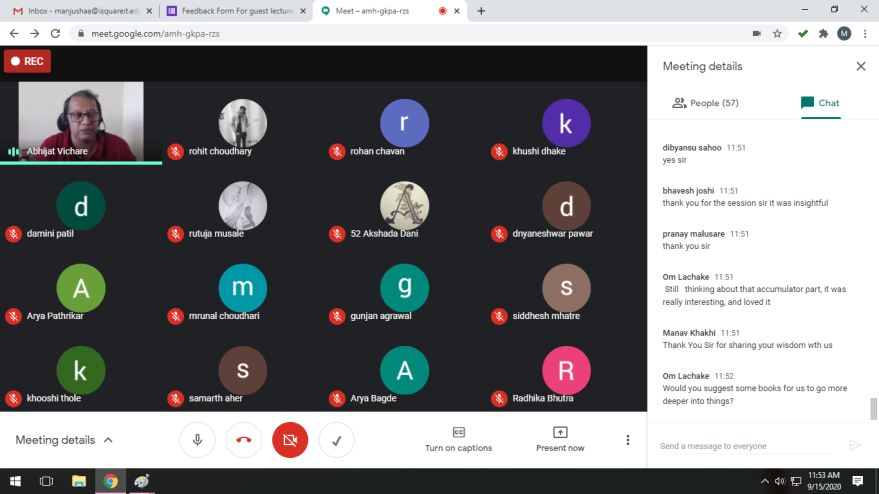 Inbox - manjushaa@isquareit.ed
Feedback Form For guest lecture
Meet – amh-gkpa-rzs
meet.google.com/amh-gkpa-rzs
M
REC
Abhijat Vichare
rohit choudhary
r
rohan chavan
k
khushi dhake
d
damini patil
rutuja musale
A
52 Akshada Dani
d
dnyaneshwar pawar
A
Arya Pathrikar
m
mrunal choudhari
g
gunjan agrawal
s
siddhesh mhatre
k
khooshi thole
s
samarth aher
A
Arya Bagde
R
Radhika Bhutra
Meeting details
Turn on captions
Present now
Meeting details
People (57)
Chat
dibyansu sahoo 11:51
yes sir
bhavesh joshi 11:51
thank you for the session sir it was insightful
pranay malusare 11:51
thank you sir
Om Lachake 11:51
Still thinking about that accumulator part, it was
really interesting, and loved it
Manav Khakhi 11:51
Thank You Sir for sharing your wisdom wth us
Om Lachake 11:52
Would you suggest some books for us to go more
deeper into things?
Send a message to everyone
11:53 AM
9/15/2020